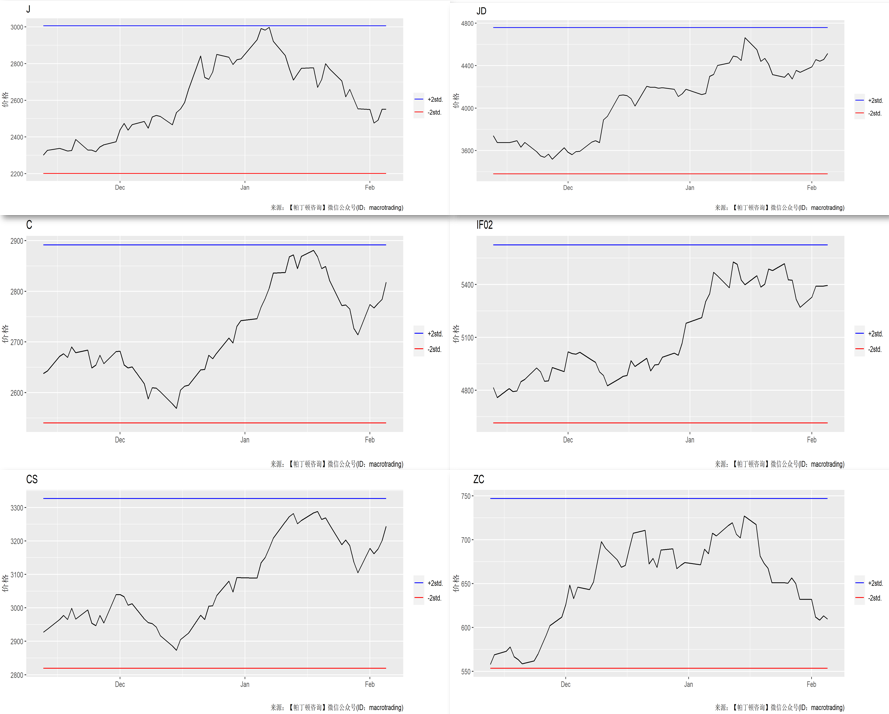 J
3000
2800
2600
2400
2200
价格
Dec
Jan
Feb
+2std.
-2std.
来源：【帕丁顿咨询】微信公众号(ID：macrotrading)
JD
4800
4400
4000
3600
价格
Dec
Jan
Feb
+2std.
-2std.
来源：【帕丁顿咨询】微信公众号(ID：macrotrading)
C
2900
2800
2700
2600
价格
Dec
Jan
Feb
+2std.
-2std.
来源：【帕丁顿咨询】微信公众号(ID：macrotrading)
IF02
5400
5100
4800
价格
Dec
Jan
Feb
+2std.
-2std.
来源：【帕丁顿咨询】微信公众号(ID：macrotrading)
CS
3300
3200
3100
3000
2900
2800
价格
Dec
Jan
Feb
+2std.
-2std.
来源：【帕丁顿咨询】微信公众号(ID：macrotrading)
ZC
750
700
650
600
550
价格
Dec
Jan
Feb
+2std.
-2std.
来源：【帕丁顿咨询】微信公众号(ID：macrotrading)